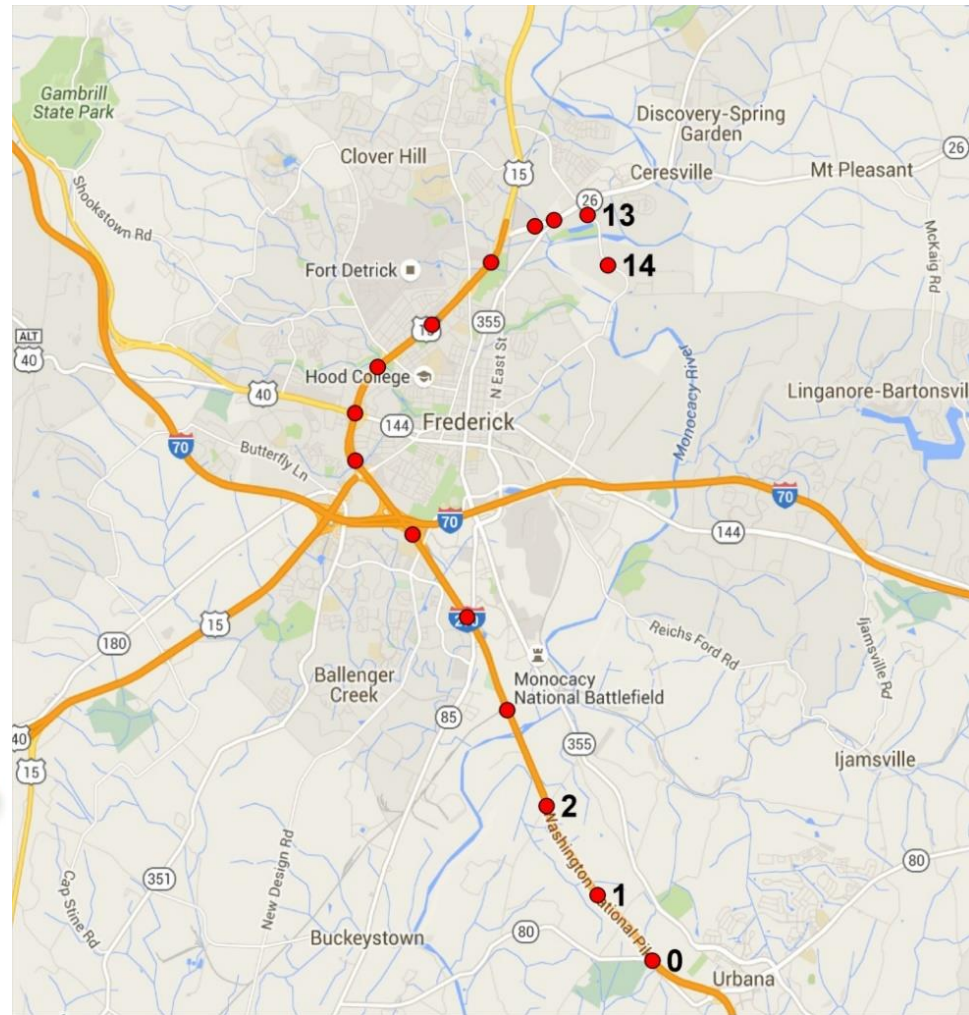 Gambrill
State Park
Discovery-Spring
Garden
Clover Hill
15
Ceresville
Mt Pleasant
26
26
Shookstown Rd
McKaig Rd
13
Fort Detrick
14
355
N East St
ALT
40
Hood College
Monocacy River
40
Linganore-Bartonsvil
144
Frederick
70
Butterfly Ln
70
70
144
15
180
Reichs Ford Rd
Ijamsville Rd
Ballenger
Creek
Monocacy
National Battlefield
85
40
355
15
Ijamsville
2
Washington National Pik
New Design Rd
80
351
Cap Stine Rd
1
80
Buckeystown
0
Urbana